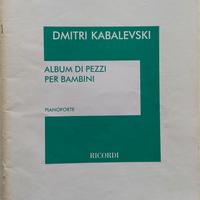 DMITRI KABALEVSKI
ALBUM DI PEZZI
PER BAMBINI
PIANOFORTE
RICORDI